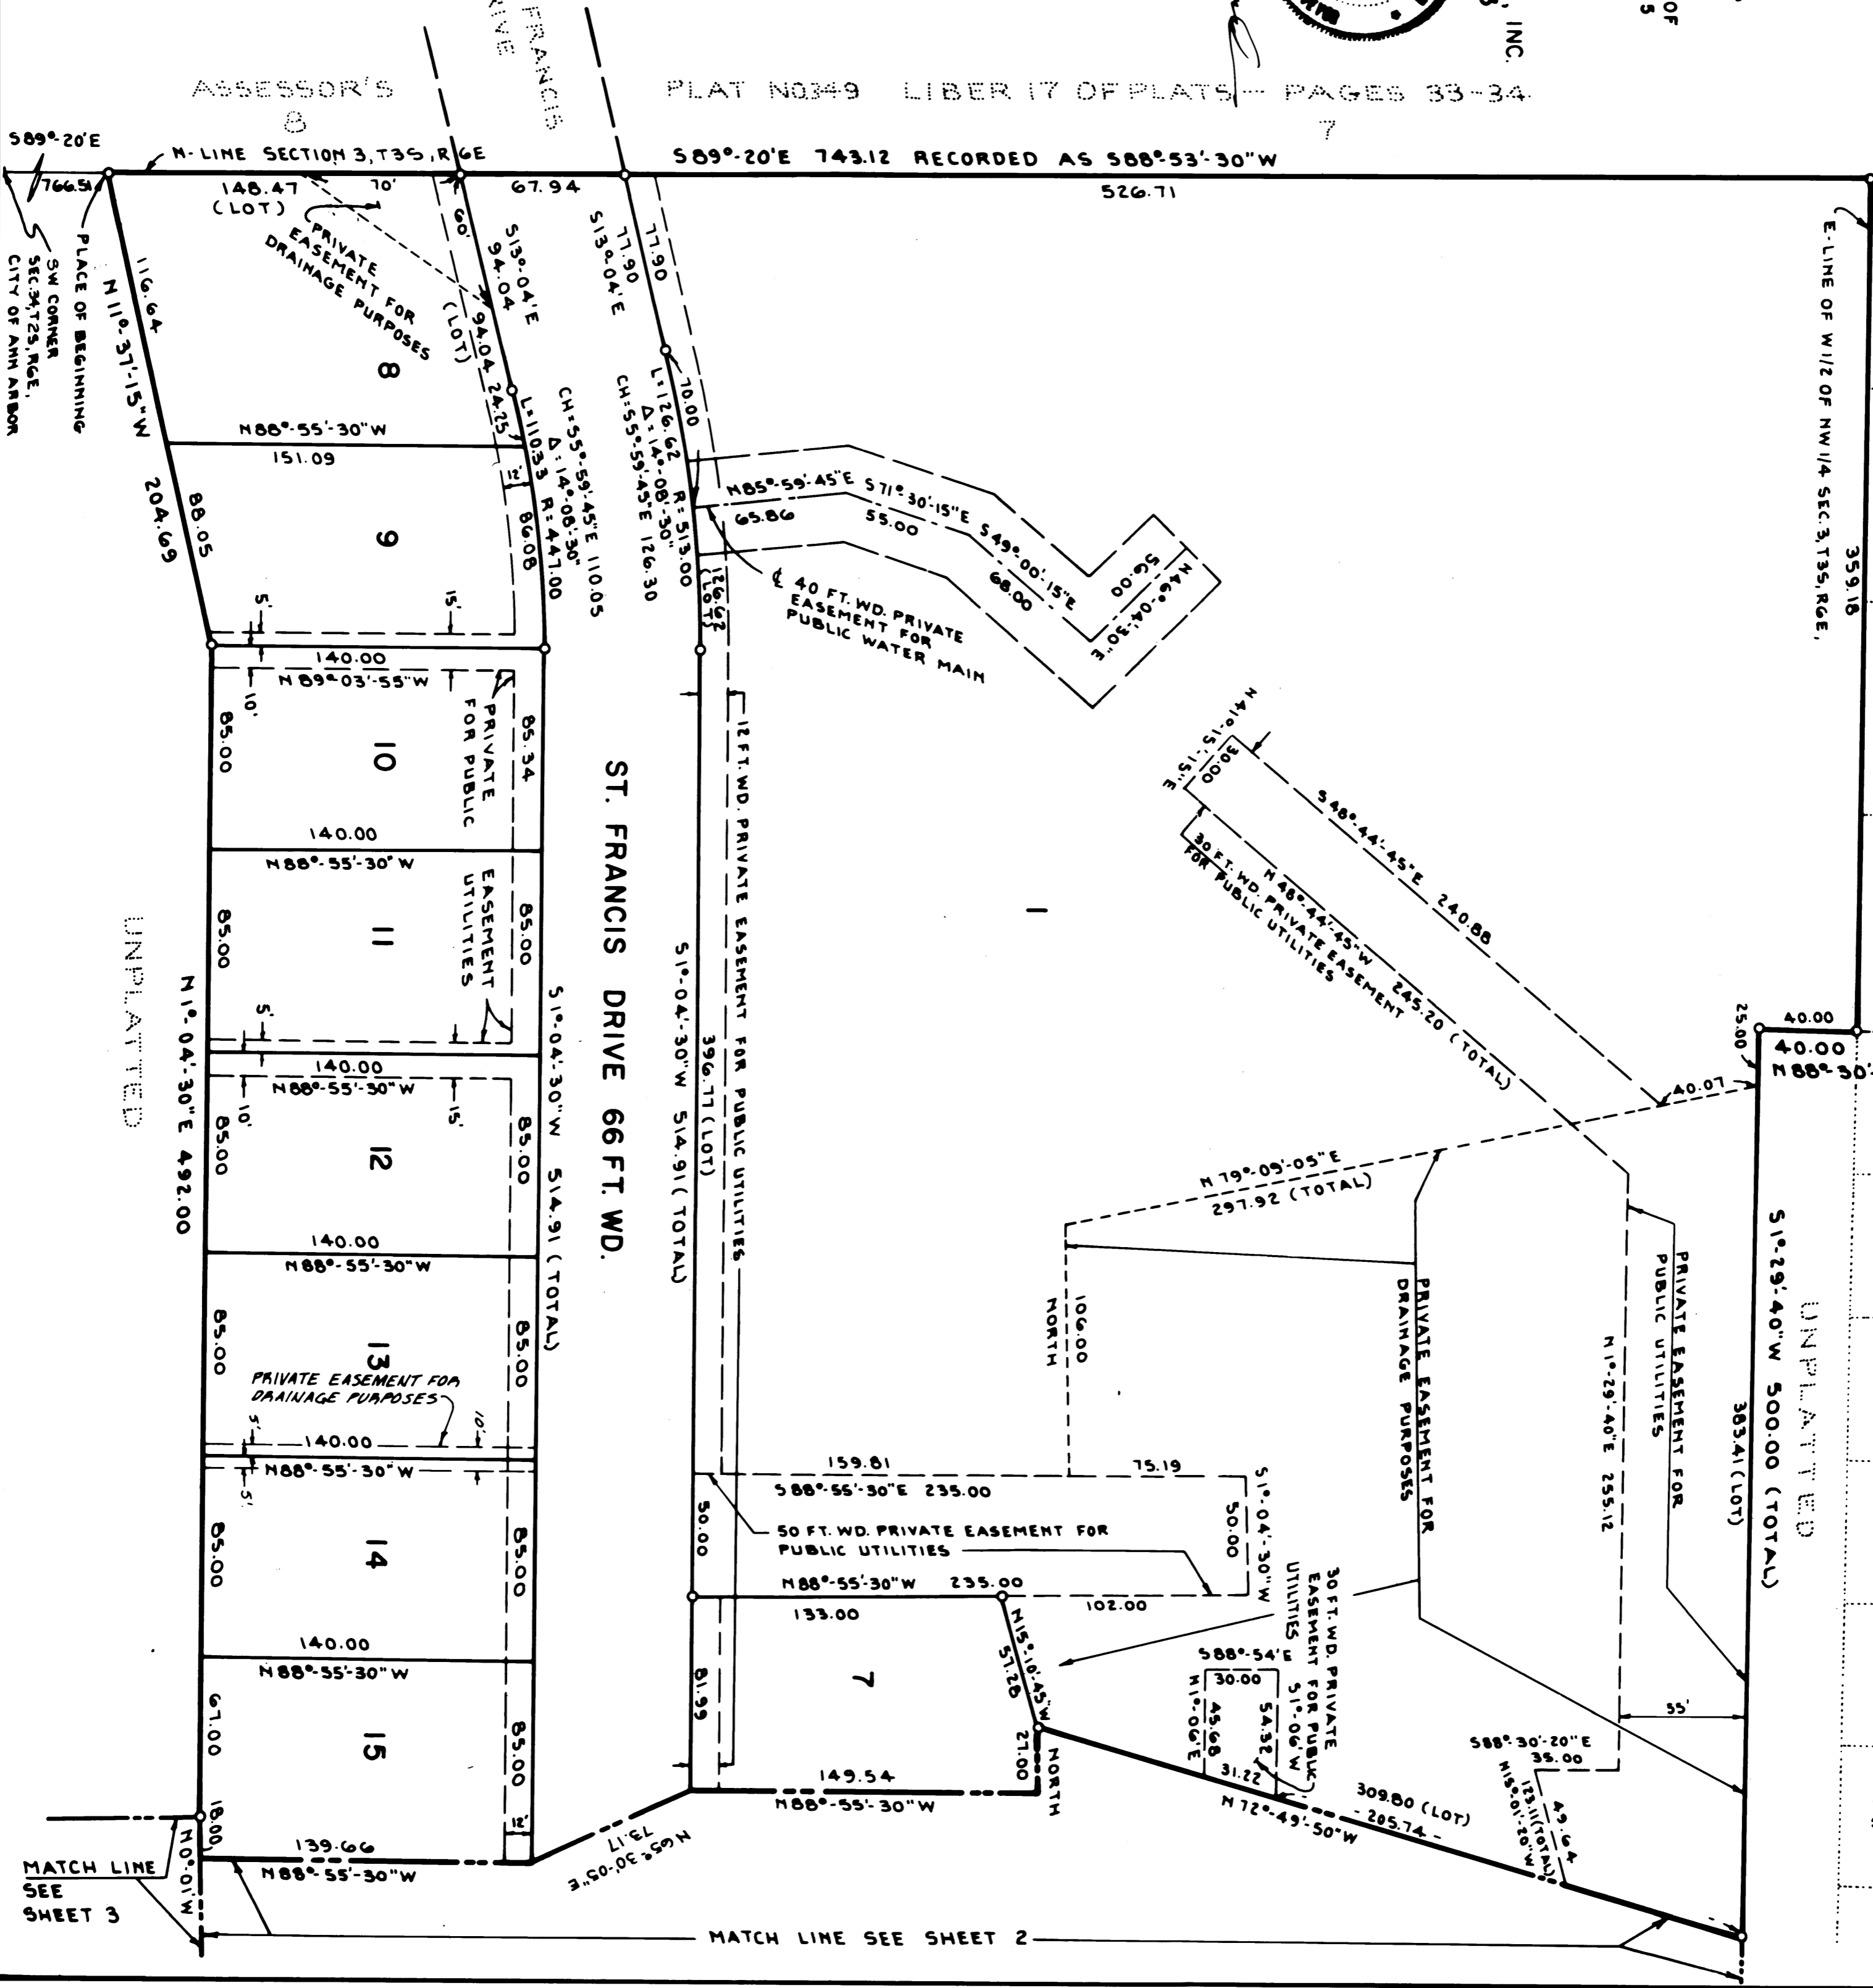 INC.
OF
5
FRANCIS
ASSESSOR'S
8
PLAT NO349 LIBER 17 OF PLATS PAGES 33-34
7
S89°-20'E
766.51
N-LINE SECTION 3, T3S, R6E
148.47
(LOT)
70'
67.94
S89°-20'E 743.12 RECORDED AS S88°-53'-30"W
526.71
PLACE OF BEGINNING
SW CORNER
SEC. 34, T2S, RGE,
CITY OF ANN ARBOR
116.64
N11°-37'-15"W
204.69
88.05
PRIVATE
EASEMENT FOR
DRAINAGE PURPOSES
60'
S13°-04'E
94.04
94.04
(LOT)
24.25
8
N88°-55'-30"W
151.09
L=110.33 R=447.00
Δ=14°-08'-30"
CH=S5°-59'-45"E 110.05
12'
86.08
9
5'
15'
77.90
77.90
S13°-04'E
70.00
L=126.62 R=513.00
Δ=14°-08'-30"
CH=S5°-59'-45"E 126.30
126.62
(LOT)
N85°-59'-45"E
65.86
S71°-30'-15"E
55.00
S49°-00'-15"E
68.00
N46°-04'-30"E
56.00
℄ 40 FT. WD. PRIVATE
EASEMENT FOR
PUBLIC WATER MAIN
E-LINE OF W 1/2 OF NW 1/4 SEC. 3, T3S, RGE,
359.18
140.00
N89°-03'-55"W
10'
85.00
10
85.34
PRIVATE
FOR PUBLIC
140.00
N88°-55'-30"W
85.00
11
85.00
EASEMENT
UTILITIES
5'
140.00
N88°-55'-30"W
10'
15'
85.00
12
85.00
140.00
N88°-55'-30"W
85.00
13
85.00
PRIVATE EASEMENT FOR
DRAINAGE PURPOSES
5'
10'
140.00
N88°-55'-30"W
5'
85.00
14
85.00
140.00
N88°-55'-30"W
67.00
15
85.00
18.00
12'
139.66
N88°-55'-30"W
N0°-01'W
UNPLATTED
N1°-04'-30"E 492.00
S1°-04'-30"W 514.91 (TOTAL)
ST. FRANCIS DRIVE 66 FT. WD.
S1°-04'-30"W 514.91 (TOTAL)
396.77 (LOT)
12 FT. WD. PRIVATE EASEMENT FOR PUBLIC UTILITIES
1
N41°-15'-15"E
30.00
S48°-44'-45"E 240.88
N48°-44'-45"W 245.20 (TOTAL)
30 FT. WD. PRIVATE EASEMENT
FOR PUBLIC UTILITIES
25.00
40.00
40.00
N88°-30'
40.07
N79°-09'-05"E
297.92 (TOTAL)
106.00
NORTH
PRIVATE EASEMENT FOR
DRAINAGE PURPOSES
PRIVATE EASEMENT FOR
PUBLIC UTILITIES
N1°-29'-40"E 255.12
383.41 (LOT)
S1°-29'-40"W 500.00 (TOTAL)
UNPLATTED
159.81
75.19
S88°-55'-30"E 235.00
50.00
S1°-04'-30"W
50.00
50 FT. WD. PRIVATE EASEMENT FOR
PUBLIC UTILITIES
N88°-55'-30"W 235.00
133.00
102.00
7
81.99
N15°-10'-45"W
57.28
27.00
NORTH
149.54
N88°-55'-30"W
N65°-30'-05"E
73.17
30 FT. WD. PRIVATE
EASEMENT FOR PUBLIC
UTILITIES
S88°-54'E
30.00
S1°-06'W
54.32
45.68
N1°-06'E
31.22
N72°-49'-50"W
309.80 (LOT)
205.74
55'
S88°-30'-20"E
35.00
49.64
123.11 (TOTAL)
N15°-01'-20"W
MATCH LINE
SEE
SHEET 3
MATCH LINE SEE SHEET 2